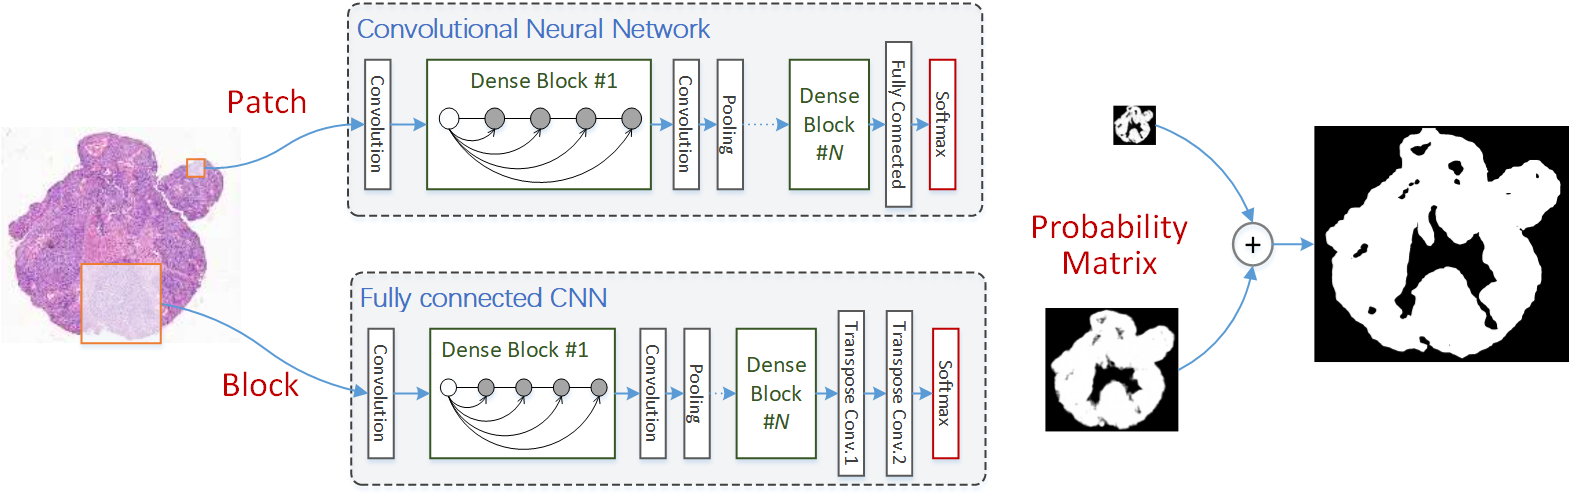 Convolutional Neural Network
Patch
Convolution
Dense Block #1
Convolution
Pooling
Dense
Block
#N
Fully Connected
Softmax
Fully connected CNN
Block
Convolution
Dense Block #1
Convolution
Pooling
Dense
Block
#N
Transpose Conv.1
Transpose Conv.2
Softmax
Probability
Matrix
+